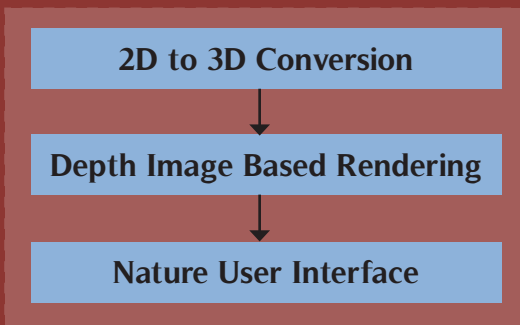 2D to 3D Conversion
Depth Image Based Rendering
Nature User Interface